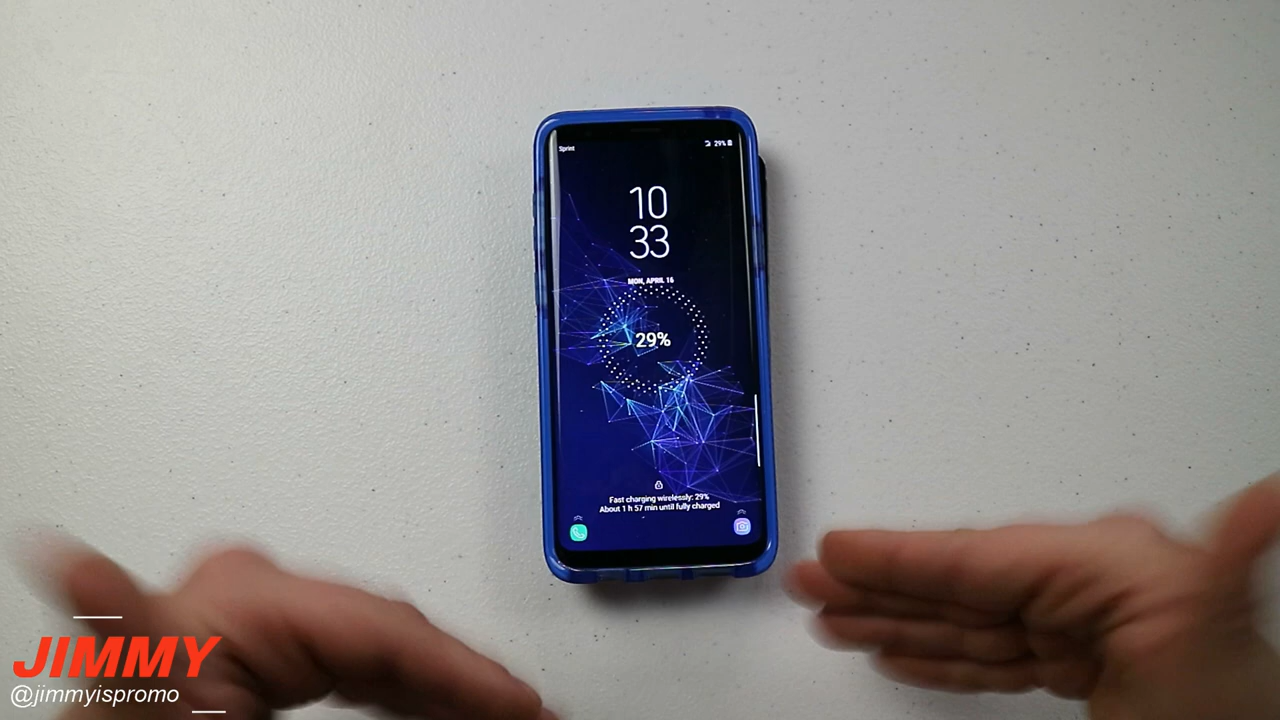 Sprint
29%
10
33
MON, APRIL 16
29%
Fast charging wirelessly: 29%
About 1 h 57 min until fully charged
JIMMY
@jimmyispromo